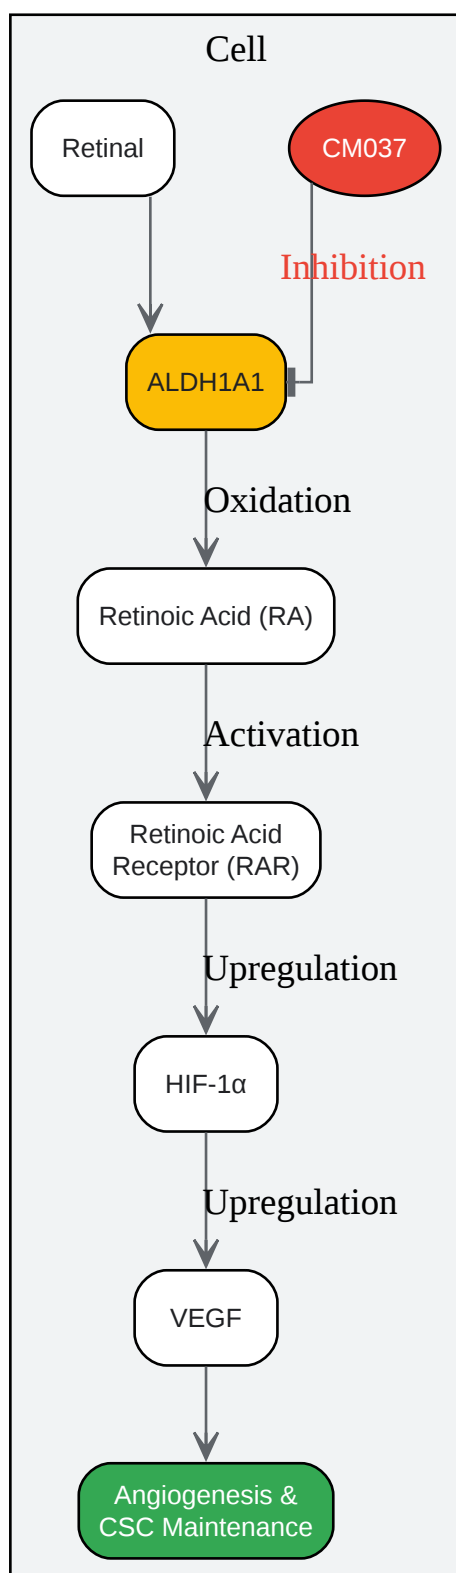 Cell
Retinal
CM037
Inhibition
ALDH1A1
Oxidation
Retinoic Acid (RA)
Activation
Retinoic Acid
Receptor (RAR)
Upregulation
HIF-1α
Upregulation
VEGF
Angiogenesis &
CSC Maintenance